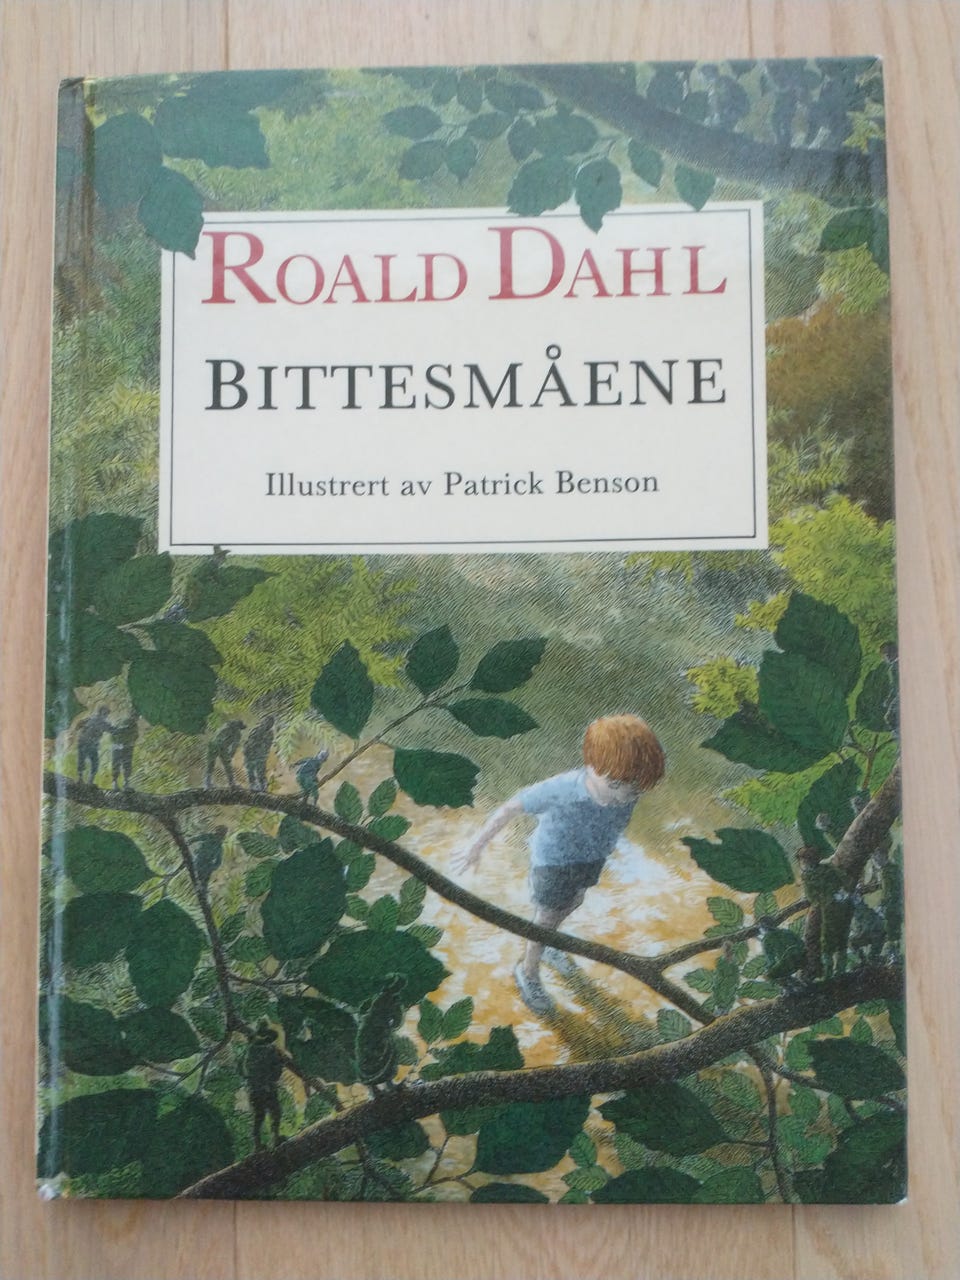 ROALD DAHL
BITTESMÅENE
Illustrert av Patrick Benson